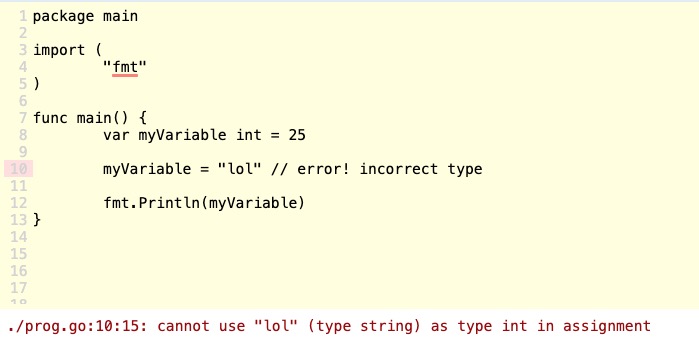 1 package main
2
3 import (
4 "fmt"
5 )
6
7 func main() {
8 var myVariable int = 25
9
10 myVariable = "lol" // error! incorrect type
11
12 fmt.Println(myVariable)
13 }
14
15
16
17
18
./prog.go:10:15: cannot use "lol" (type string) as type int in assignment